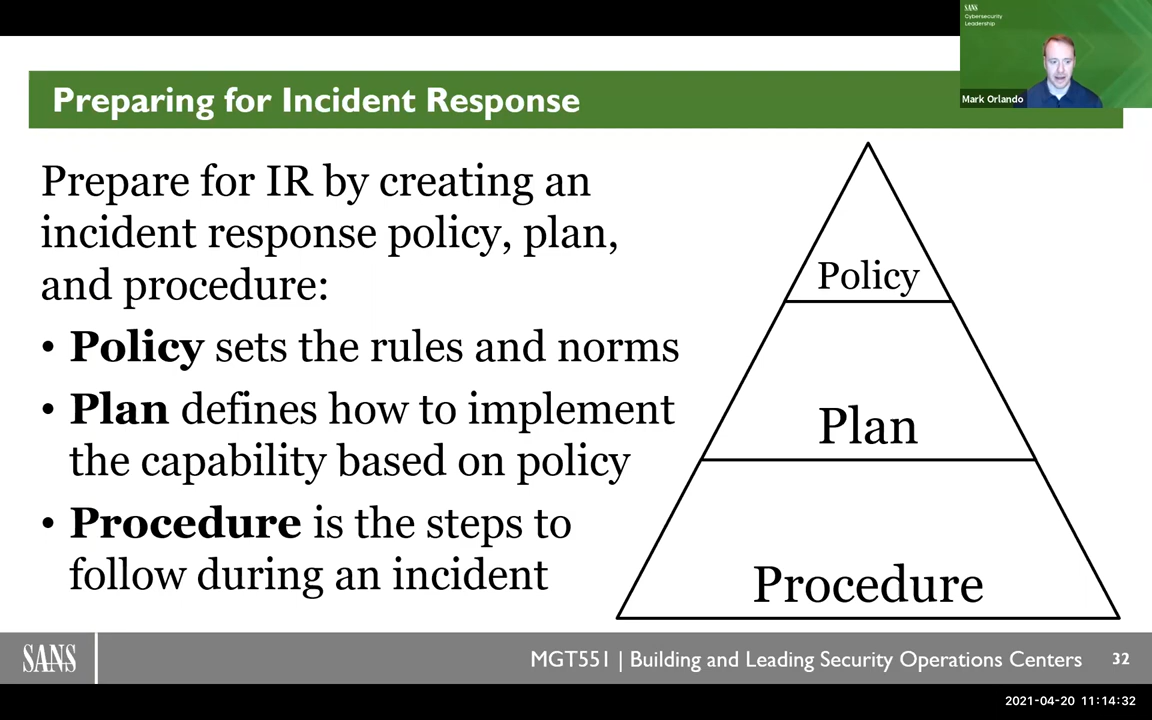 SANS
Cybersecurity
Leadership
Mark Orlando
Preparing for Incident Response
Prepare for IR by creating an
incident response policy, plan,
and procedure:
• Policy sets the rules and norms
• Plan defines how to implement
the capability based on policy
• Procedure is the steps to
follow during an incident
Policy
Plan
Procedure
SANS
MGT551 | Building and Leading Security Operations Centers
32
2021-04-20 11:14:32